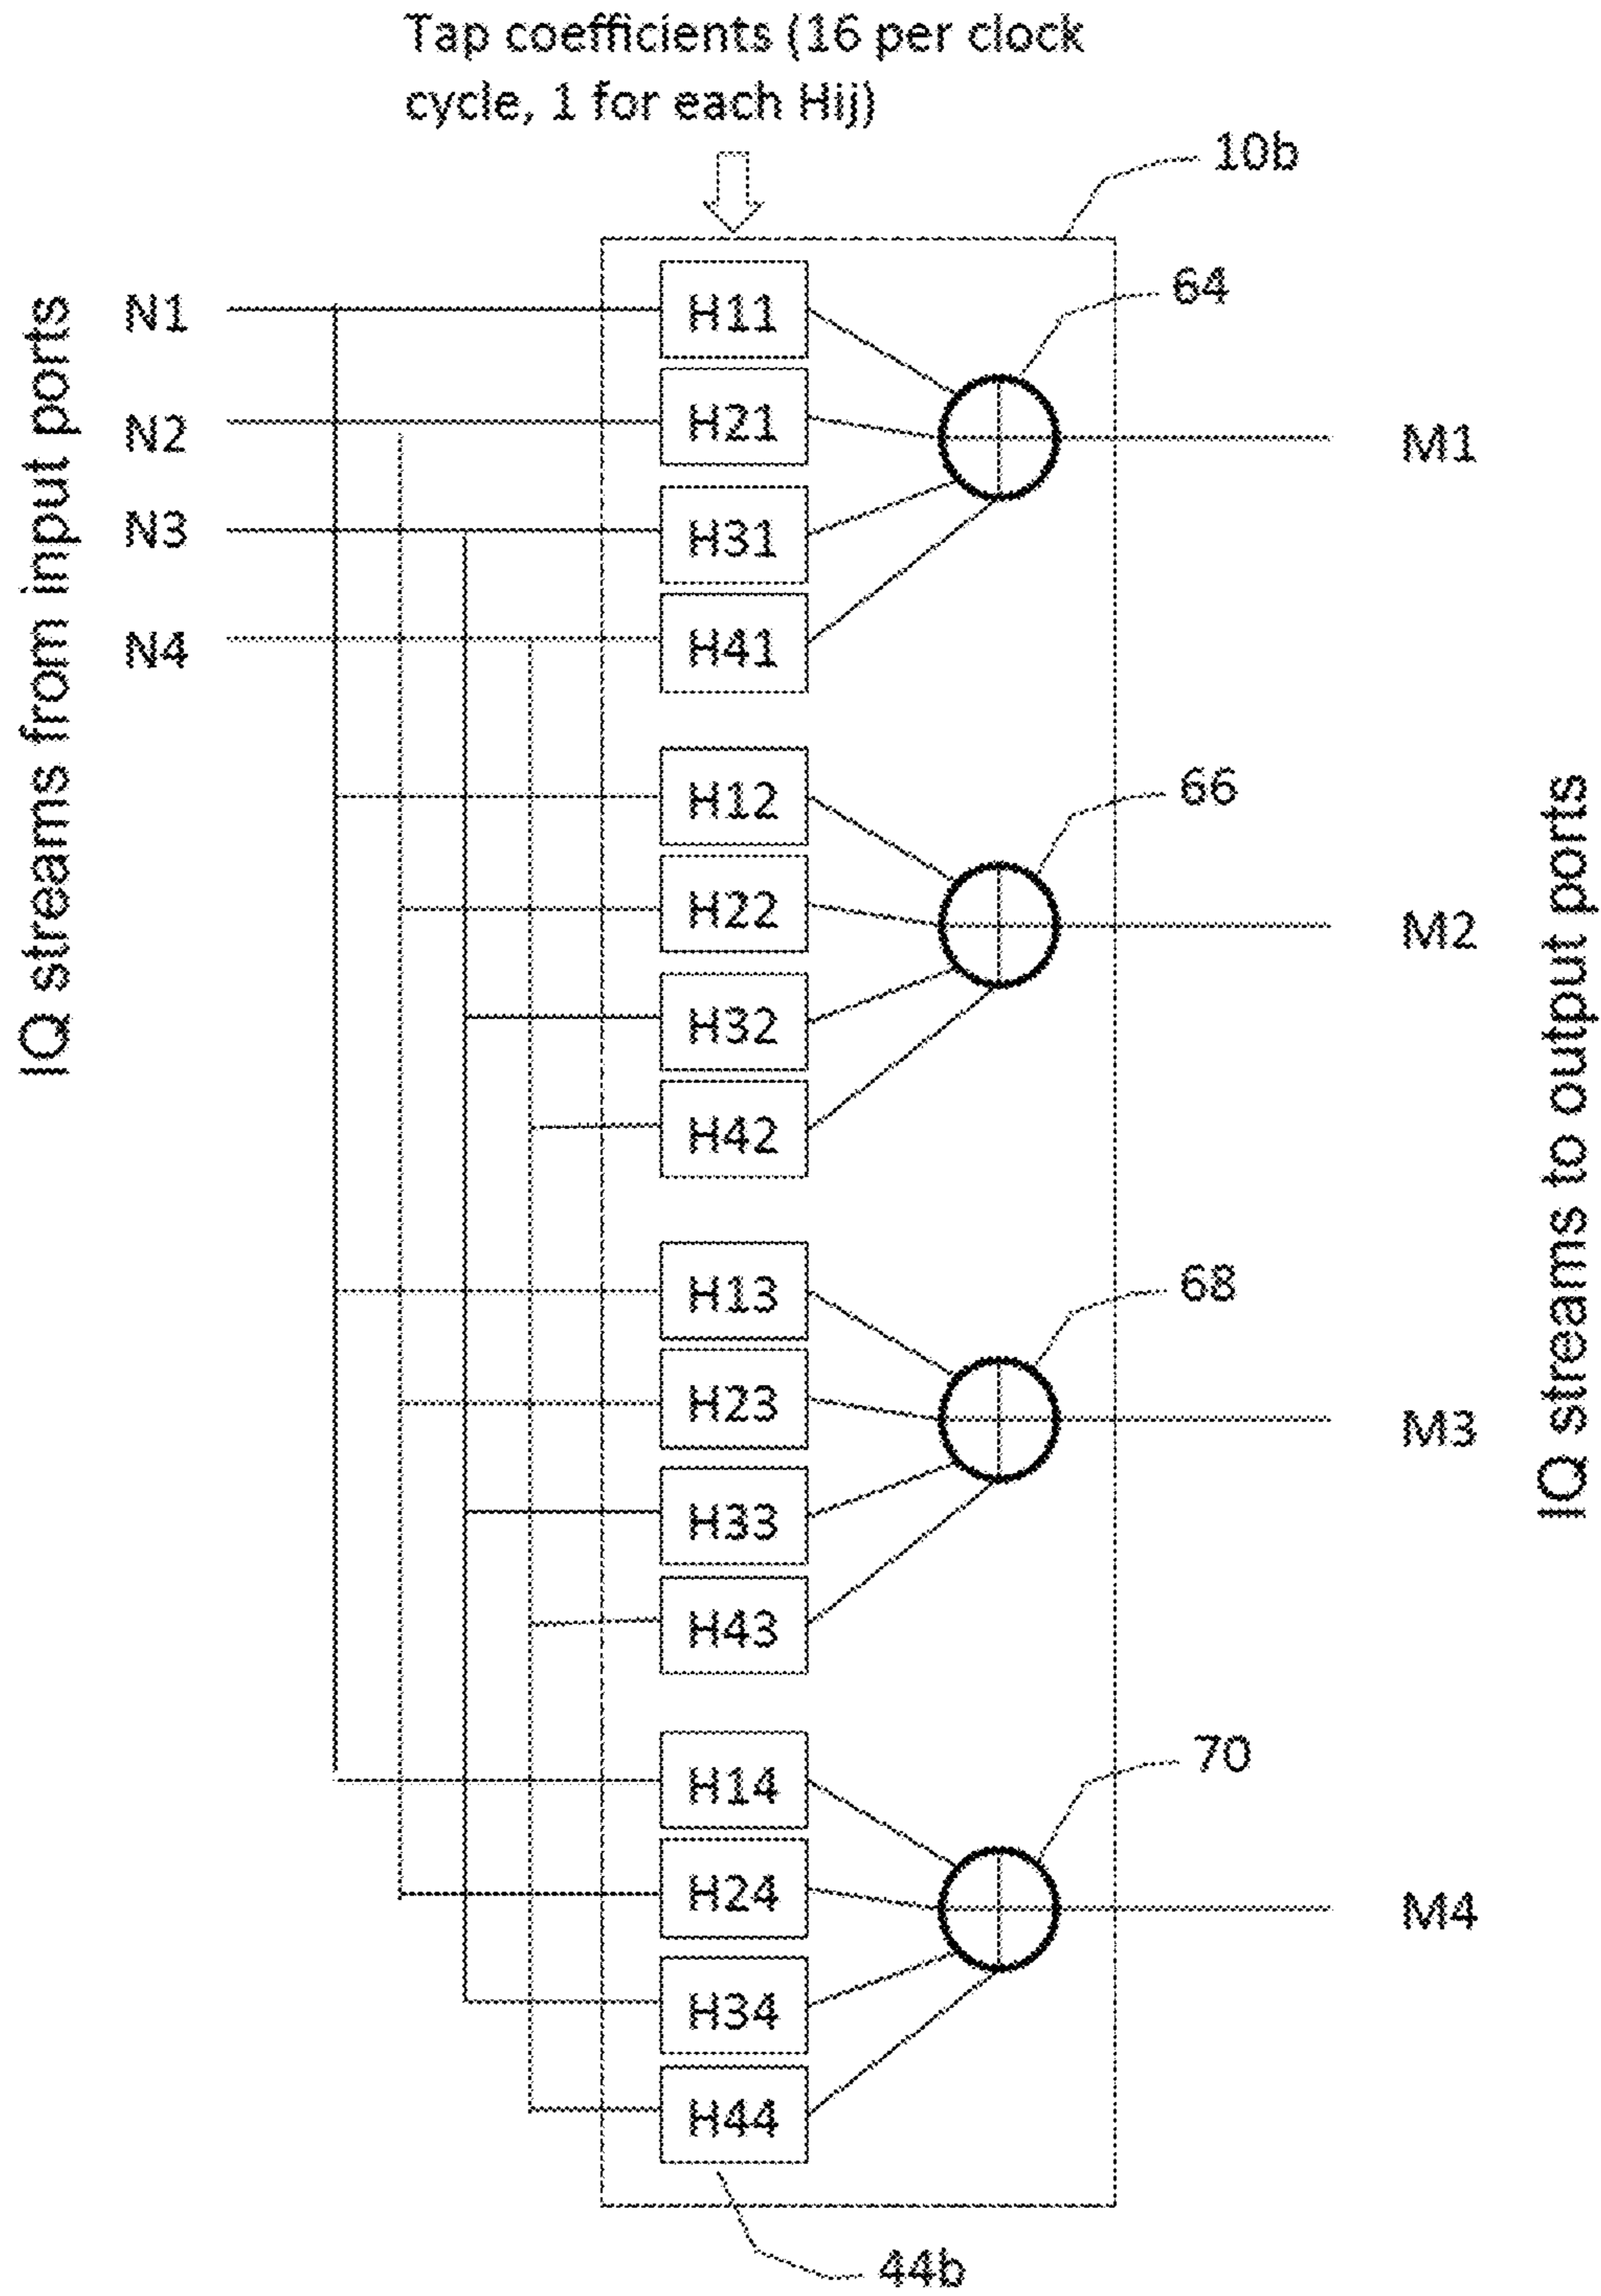 Tap coefficients (16 per clock
cycle, 1 for each Hij)
10b
64
IQ streams from input ports
N1
N2
N3
N4
H11
H21
H31
H41
M1
66
H12
H22
H32
H42
M2
IQ streams to output ports
68
H13
H23
H33
H43
M3
70
H14
H24
H34
H44
M4
44b